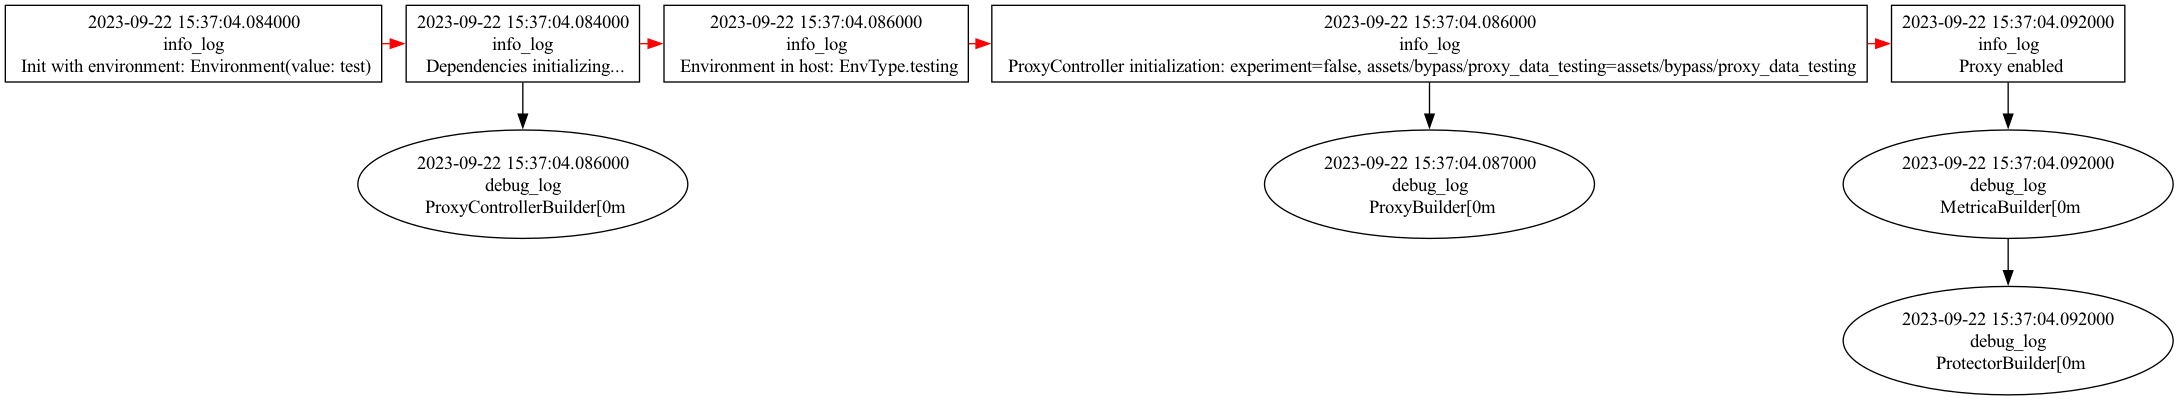 2023-09-22 15:37:04.084000
info_log
Init with environment: Environment(value: test)
2023-09-22 15:37:04.084000
info_log
Dependencies initializing...
2023-09-22 15:37:04.086000
info_log
Environment in host: EnvType.testing
2023-09-22 15:37:04.086000
info_log
ProxyController initialization: experiment=false, assets/bypass/proxy_data_testing=assets/bypass/proxy_data_testing
2023-09-22 15:37:04.092000
info_log
Proxy enabled
2023-09-22 15:37:04.086000
debug_log
ProxyControllerBuilder[0m
2023-09-22 15:37:04.087000
debug_log
ProxyBuilder[0m
2023-09-22 15:37:04.092000
debug_log
MetricaBuilder[0m
2023-09-22 15:37:04.092000
debug_log
ProtectorBuilder[0m